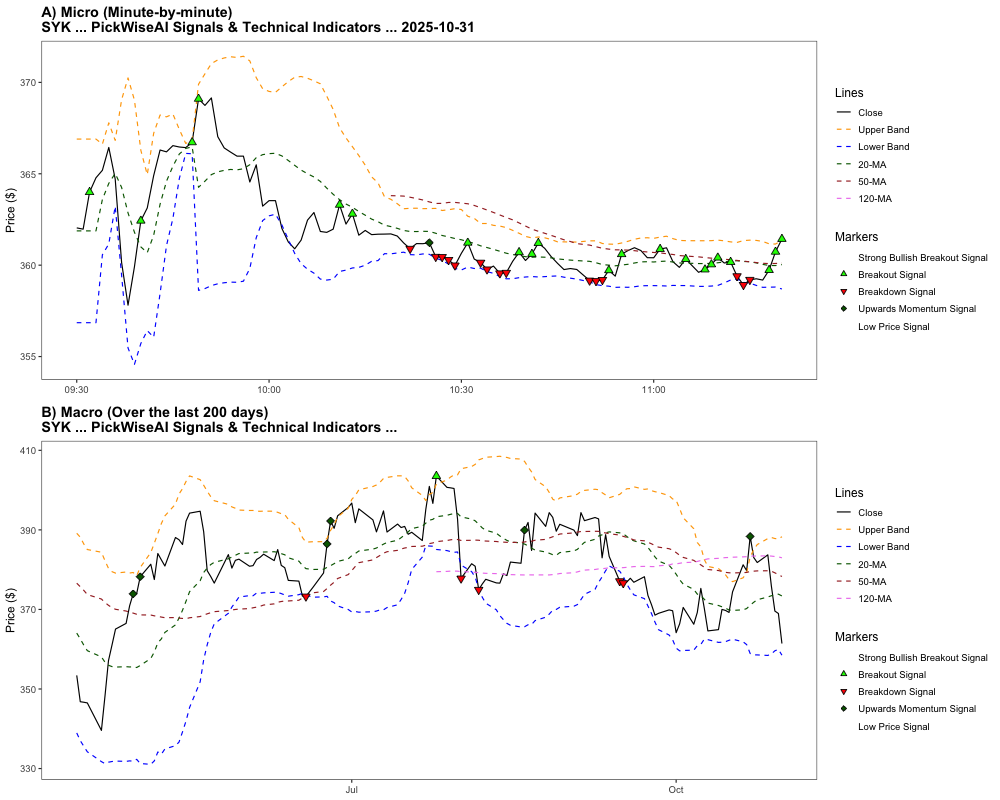 A) Micro (Minute-by-minute)
SYK ... PickWiseAI Signals & Technical Indicators ... 2025-10-31
Price ($)
370
365
360
355
09:30
10:00
10:30
11:00
Lines
Close
Upper Band
Lower Band
20-MA
50-MA
120-MA
Markers
Strong Bullish Breakout Signal
Breakout Signal
Breakdown Signal
Upwards Momentum Signal
Low Price Signal
B) Macro (Over the last 200 days)
SYK ... PickWiseAI Signals & Technical Indicators ...
Price ($)
410
390
370
350
330
Jul
Oct
Lines
Close
Upper Band
Lower Band
20-MA
50-MA
120-MA
Markers
Strong Bullish Breakout Signal
Breakout Signal
Breakdown Signal
Upwards Momentum Signal
Low Price Signal